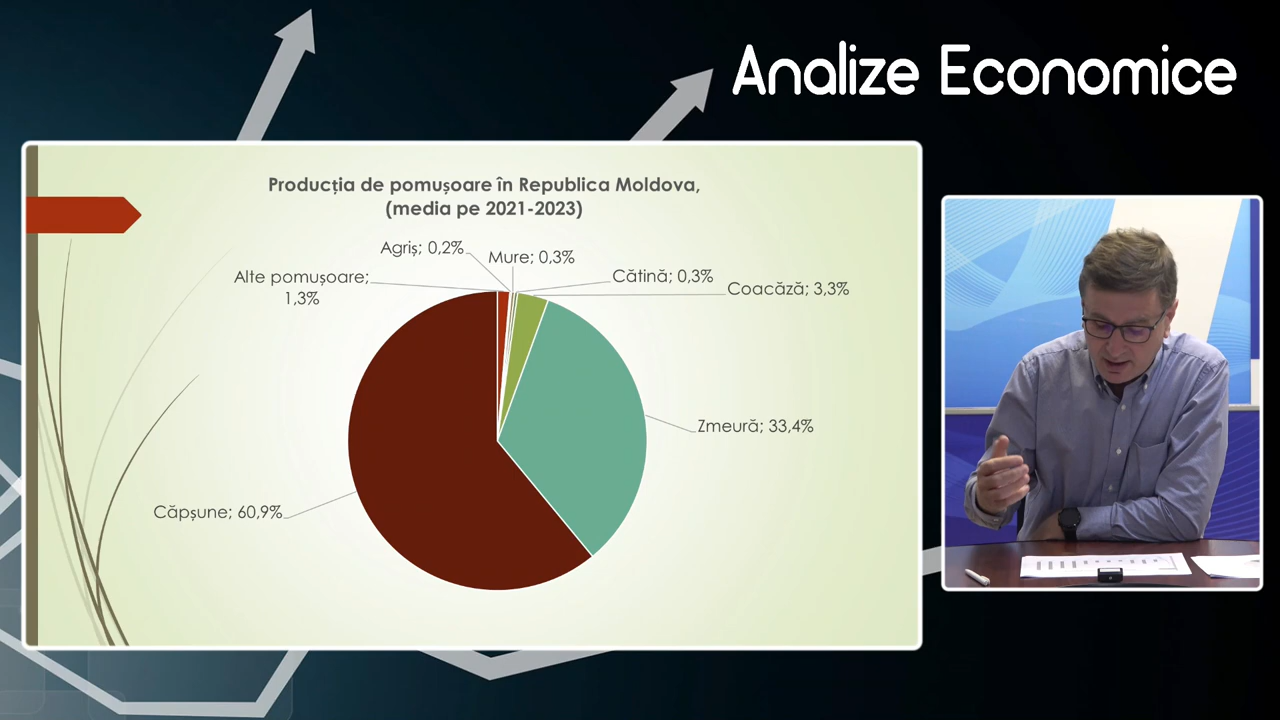 Analize Economice
Producția de pomușoare în Republica Moldova,
(media pe 2021-2023)
Agriș; 0,2%
Mure; 0,3%
Alte pomușoare;
1,3%
Cătină; 0,3%
Coacăză; 3,3%
Zmeură; 33,4%
Căpșune; 60,9%